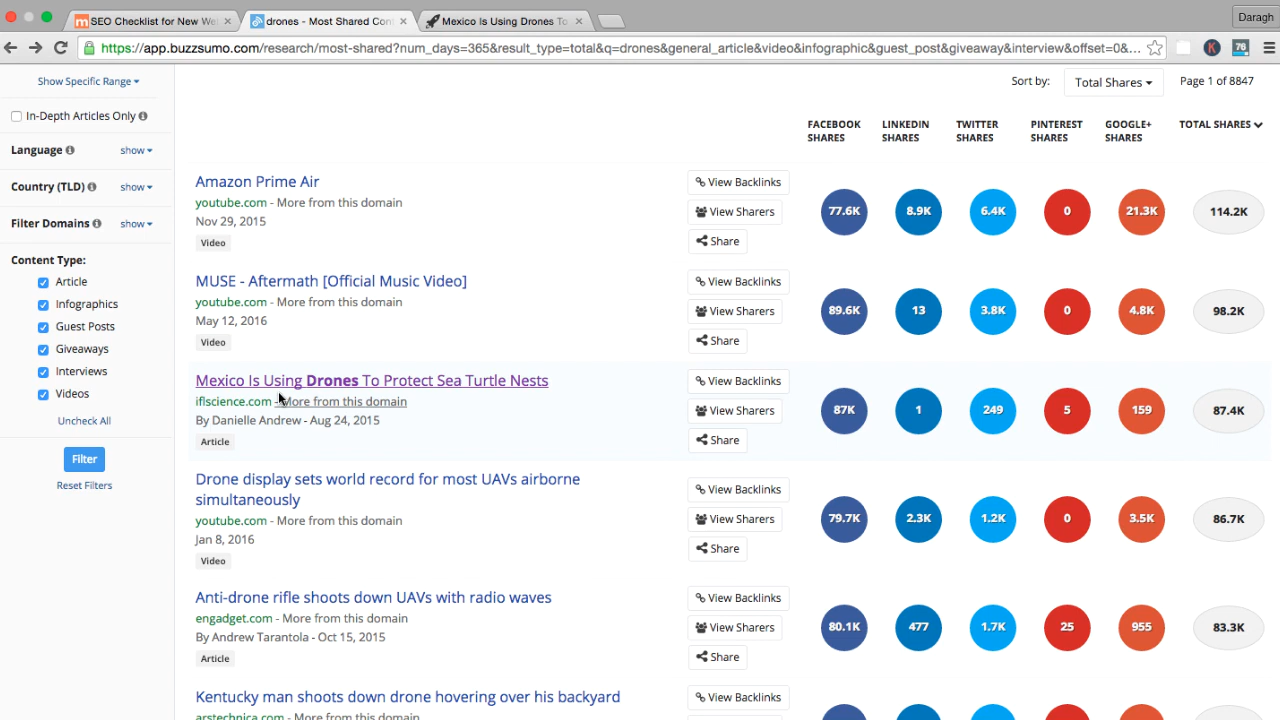 SEO Checklist for New We
drones - Most Shared Con
Mexico Is Using Drones To
Daragh
https://app.buzzsumo.com/research/most-shared?num_days=365&result_type=total&q=drones&general_article&video&infographic&guest_post&giveaway&interview&offset=0&...
K
76
Show Specific Range
In-Depth Articles Only
Language show
Country (TLD) show
Filter Domains show
Content Type:
Article
Infographics
Guest Posts
Giveaways
Interviews
Videos
Uncheck All
Filter
Reset Filters
Sort by: Total Shares Page 1 of 8847
FACEBOOK SHARES
LINKEDIN SHARES
TWITTER SHARES
PINTEREST SHARES
GOOGLE+ SHARES
TOTAL SHARES
Amazon Prime Air
youtube.com - More from this domain
Nov 29, 2015
Video
View Backlinks
View Sharers
Share
77.6K 8.9K 6.4K 0 21.3K 114.2K
MUSE - Aftermath [Official Music Video]
youtube.com - More from this domain
May 12, 2016
Video
View Backlinks
View Sharers
Share
89.6K 13 3.8K 0 4.8K 98.2K
Mexico Is Using Drones To Protect Sea Turtle Nests
iflscience.com - More from this domain
By Danielle Andrew - Aug 24, 2015
Article
View Backlinks
View Sharers
Share
87K 1 249 5 159 87.4K
Drone display sets world record for most UAVs airborne
simultaneously
youtube.com - More from this domain
Jan 8, 2016
Video
View Backlinks
View Sharers
Share
79.7K 2.3K 1.2K 0 3.5K 86.7K
Anti-drone rifle shoots down UAVs with radio waves
engadget.com - More from this domain
By Andrew Tarantola - Oct 15, 2015
Article
View Backlinks
View Sharers
Share
80.1K 477 1.7K 25 955 83.3K
Kentucky man shoots down drone hovering over his backyard
arstechnica.com - More from this domain
View Backlinks